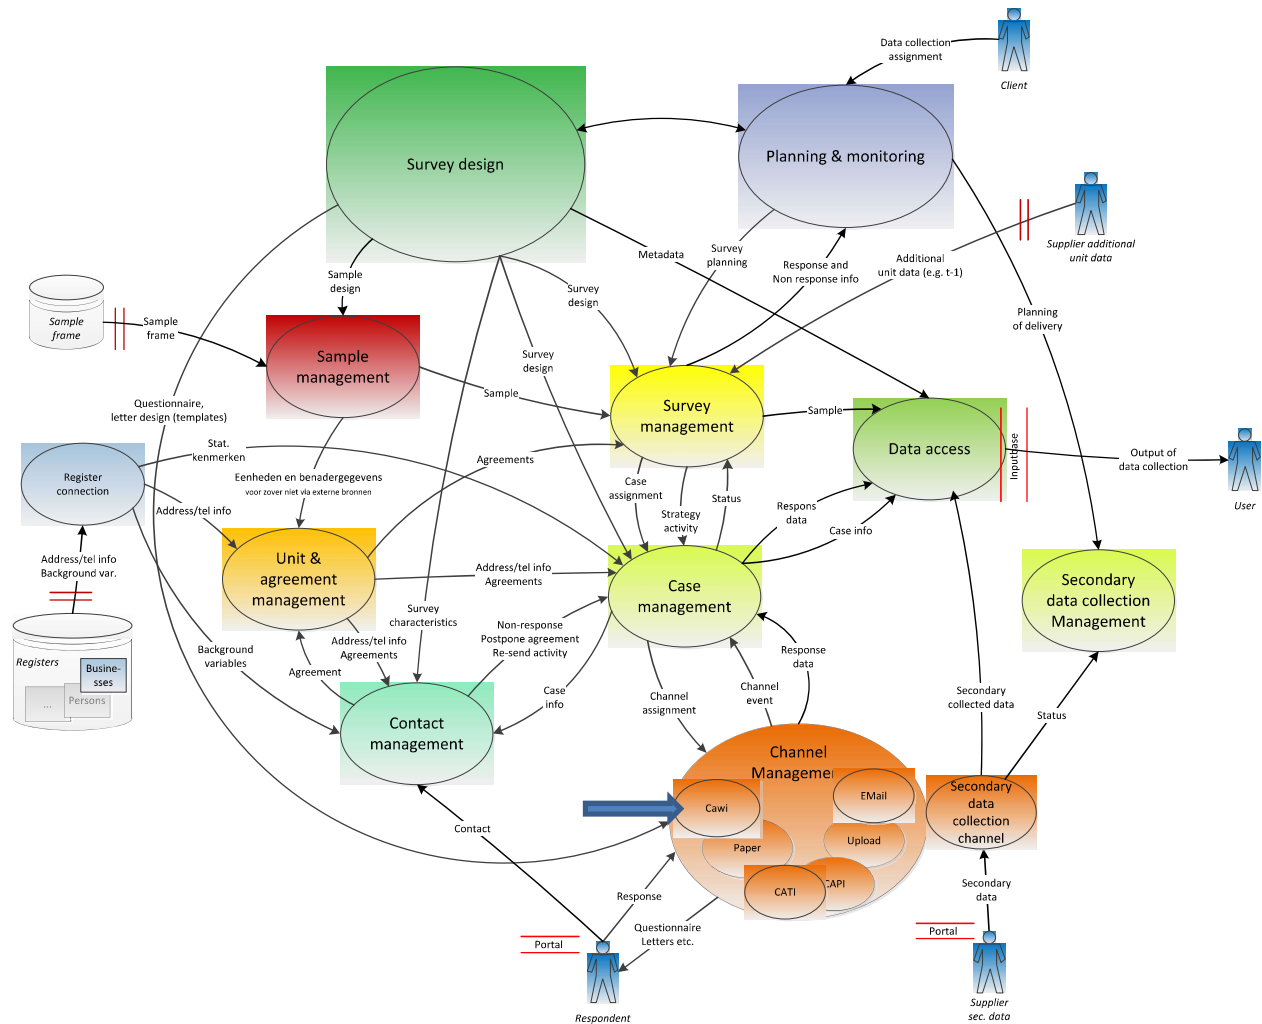 Data collection
assignment
Client
Survey design
Planning & monitoring
Supplier additional
unit data
Metadata
Survey
planning
Response and
Non response info
Additional
unit data (e.g. t-1)
Sample
design
Survey
design
Sample
frame
Sample
frame
Planning
of delivery
Sample
management
Survey
design
Sample
Questionnaire,
letter design (templates)
Survey
management
Sample
Data access
Inputbase
Output of
data collection
User
Stat.
kenmerken
Register
connection
Eenheden en benadergegevens
voor zover niet via externe bronnen
Agreements
Case
assignment
Strategy
activity
Status
Respons
data
Case info
Address/tel info
Address/tel info
Background var.
Unit &
agreement
management
Address/tel info
Agreements
Case
management
Secondary
data collection
Management
Survey
characteristics
Non-response
Postpone agreement
Re-send activity
Address/tel info
Agreements
Agreement
Background
variables
Registers
Busine-
sses
Persons
...
Response
data
Channel
event
Channel
assignment
Case
info
Secondary
collected data
Status
Contact
management
Channel
Managemen
Cawi
EMail
Paper
Upload
CATI
CAPI
Secondary
data
collection
channel
Contact
Response
Questionnaire
Letters etc.
Secondary
data
Portal
Portal
Respondent
Supplier
sec. data